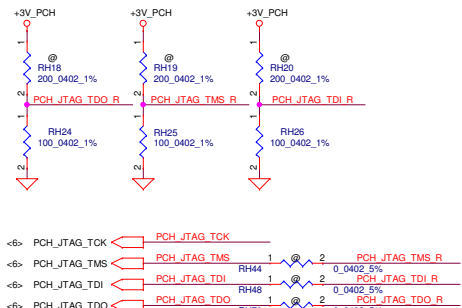 +3V_PCH +3V_PCH +3V_PCH
1 1 1
@ @ @
RH18 RH19 RH20
200_0402_1% 200_0402_1% 200_0402_1%
2 2 2
PCH_JTAG_TDO_R PCH_JTAG_TMS_R PCH_JTAG_TDI_R
1 1 1
RH24 RH25 RH26
100_0402_1% 100_0402_1% 100_0402_1%
2 2 2
<6> PCH_JTAG_TCK PCH_JTAG_TCK
<6> PCH_JTAG_TMS PCH_JTAG_TMS 1 @ 2 PCH_JTAG_TMS_R
RH44 0_0402_5%
<6> PCH_JTAG_TDI PCH_JTAG_TDI 1 @ 2 PCH_JTAG_TDI_R
RH48 0_0402_5%
<6> PCH_JTAG_TDO PCH_JTAG_TDO 1 @ 2 PCH_JTAG_TDO_R